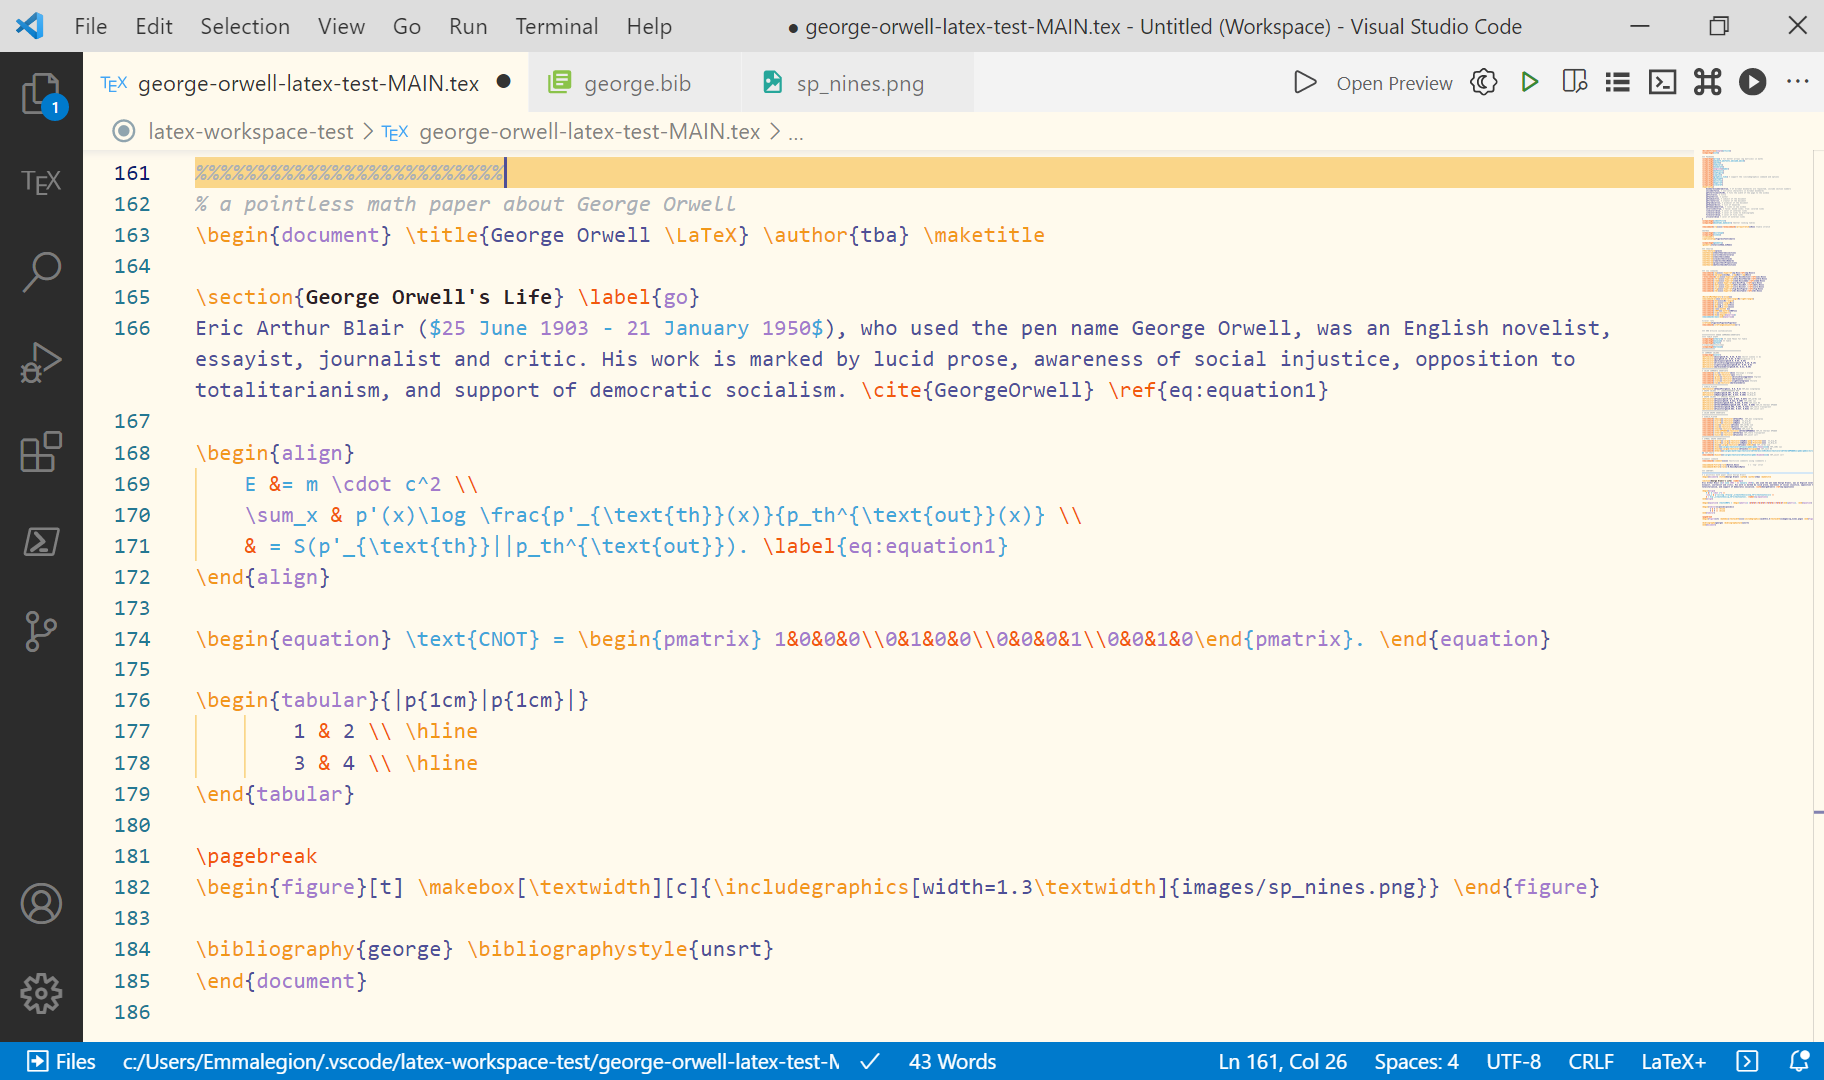 File Edit Selection View Go Run Terminal Help ● george-orwell-latex-test-MAIN.tex - Untitled (Workspace) - Visual Studio Code
TEX george-orwell-latex-test-MAIN.tex ● george.bib sp_nines.png Open Preview
1
latex-workspace-test > TEX george-orwell-latex-test-MAIN.tex > ...
TEX
161 %%%%%%%%%%%%%%%%%%%%%%%%%
162 % a pointless math paper about George Orwell
163 \begin{document} \title{George Orwell \LaTeX} \author{tba} \maketitle
164
165 \section{George Orwell's Life} \label{go}
166 Eric Arthur Blair ($25 June 1903 - 21 January 1950$), who used the pen name George Orwell, was an English novelist,
essayist, journalist and critic. His work is marked by lucid prose, awareness of social injustice, opposition to
totalitarianism, and support of democratic socialism. \cite{GeorgeOrwell} \ref{eq:equation1}
167
168 \begin{align}
169 E &= m \cdot c^2 \\
170 \sum_x & p'(x)\log \frac{p'_{\text{th}}(x)}{p_th^{\text{out}}(x)} \\
171 & = S(p'_{\text{th}}||p_th^{\text{out}}). \label{eq:equation1}
172 \end{align}
173
174 \begin{equation} \text{CNOT} = \begin{pmatrix} 1&0&0&0\\0&1&0&0\\0&0&0&1\\0&0&1&0\end{pmatrix}. \end{equation}
175
176 \begin{tabular}{|p{1cm}|p{1cm}|}
177 1 & 2 \\ \hline
178 3 & 4 \\ \hline
179 \end{tabular}
180
181 \pagebreak
182 \begin{figure}[t] \makebox[\textwidth][c]{\includegraphics[width=1.3\textwidth]{images/sp_nines.png}} \end{figure}
183
184 \bibliography{george} \bibliographystyle{unsrt}
185 \end{document}
186
Files c:/Users/Emmalegion/.vscode/latex-workspace-test/george-orwell-latex-test-M ✓ 43 Words Ln 161, Col 26 Spaces: 4 UTF-8 CRLF LaTeX+